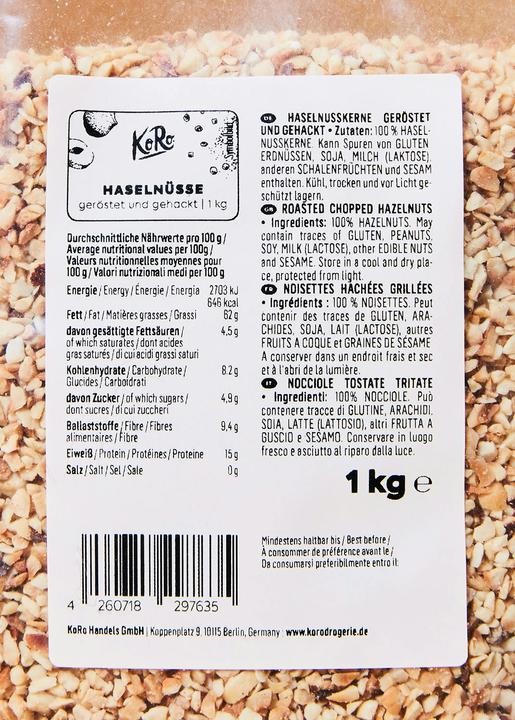 KoRo
Symbolbild
HASELNÜSSE
geröstet und gehackt | 1 kg
Durchschnittliche Nährwerte pro 100 g /
Average nutritional values per 100g /
Valeurs nutritionnelles moyennes pour
100 g / Valori nutrizionali medi per 100 g
Energie / Energy / Énergie / Energia 2703 kJ
646 kcal
Fett / Fat / Matières grasses / Grassi 62 g
davon gesättigte Fettsäuren / 4,5 g
of which saturates / dont acides
gras saturés / di cui acidi grassi saturi
Kohlenhydrate / Carbohydrate / 8.2 g
Glucides / Carboidrati
davon Zucker / of which sugars / 4,9 g
dont sucres / di cui zuccheri
Ballaststoffe / Fibre / Fibres 9,4 g
alimentaires / Fibre
Eiweiß / Protein / Protéines / Proteine 15 g
Salz / Salt / Sel / Sale 0 g
DE HASELNUSSKERNE GERÖSTET
UND GEHACKT • Zutaten: 100 % HASEL-
NUSSKERNE. Kann Spuren von GLUTEN
ERDNÜSSEN, SOJA, MILCH (LAKTOSE),
anderen SCHALENFRÜCHTEN und SESAM
enthalten. Kühl, trocken und vor Licht ge-
schützt lagern.
GB ROASTED CHOPPED HAZELNUTS
• Ingredients: 100% HAZELNUTS. May
contain traces of GLUTEN, PEANUTS,
SOY, MILK (LACTOSE), other EDIBLE NUTS
and SESAME. Store in a cool and dry pla-
ce, protected from light.
FR NOISETTES HÂCHÉES GRILLÉES
• Ingrédients : 100 % NOISETTES. Peut
contenir des traces de GLUTEN, ARA-
CHIDES, SOJA, LAIT (LACTOSE), autres
FRUITS A COQUE et GRAINES DE SÉSAME
A conserver dans un endroit frais et sec
et à l'abri de la lumière.
IT NOCCIOLE TOSTATE TRITATE
• Ingredienti: 100% NOCCIOLE. Può
contenere tracce di GLUTINE, ARACHIDI,
SOIA, LATTE (LATTOSIO), altri FRUTTA A
GUSCIO e SESAMO. Conservare in luogo
fresco e asciutto al riparo dalla luce.
1 kg e
Mindestens haltbar bis / Best before /
À consommer de préférence avant le /
Da consumarsi preferibilmente entro il:
4 260718 297635
KoRo Handels GmbH | Koppenplatz 9, 10115 Berlin, Germany · www.korodrogerie.de